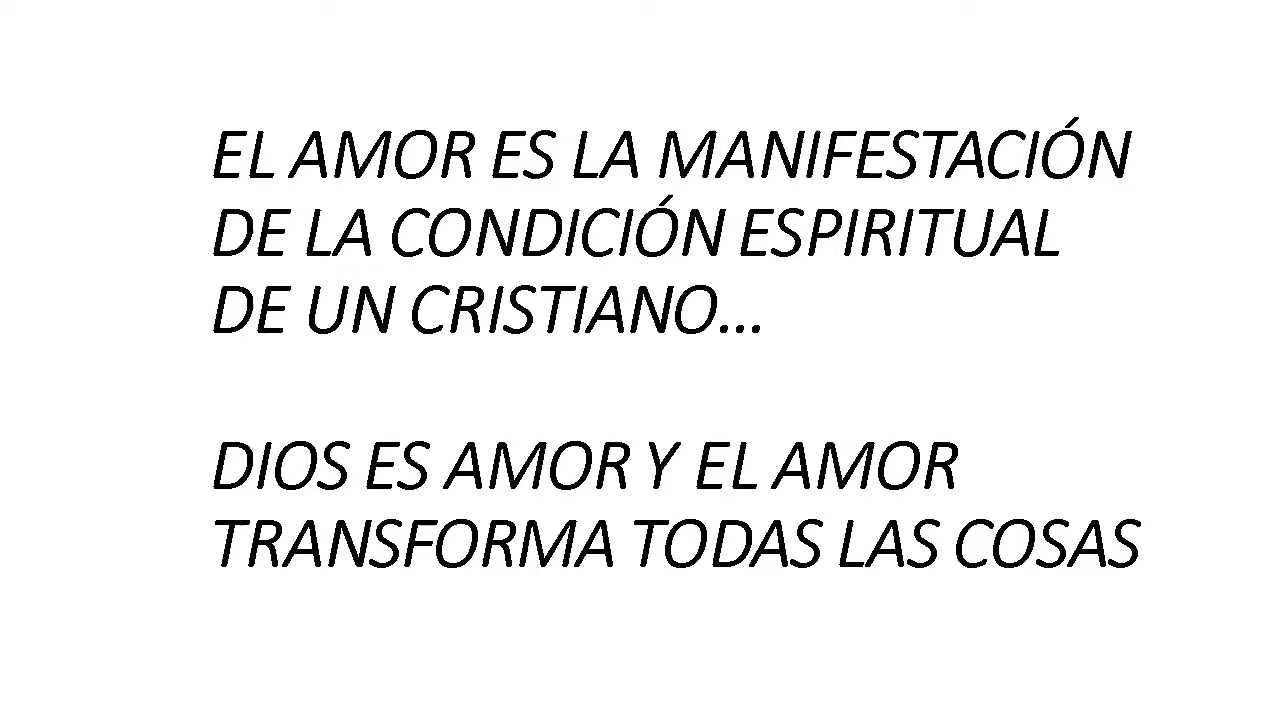 EL AMOR ES LA MANIFESTACIÓN
DE LA CONDICIÓN ESPIRITUAL
DE UN CRISTIANO...
DIOS ES AMOR Y EL AMOR
TRANSFORMA TODAS LAS COSAS